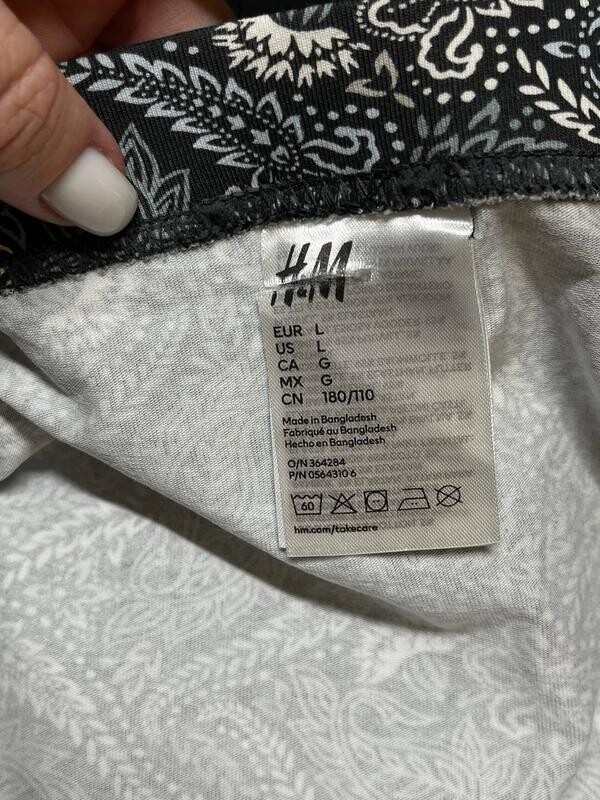 H&M
EUR L
US L
CA G
MX G
CN 180/110
Made in Bangladesh
Fabriqué au Bangladesh
Hecho en Bangladesh
O/N 364284
P/N 0564310 6
60
hm.com/takecare